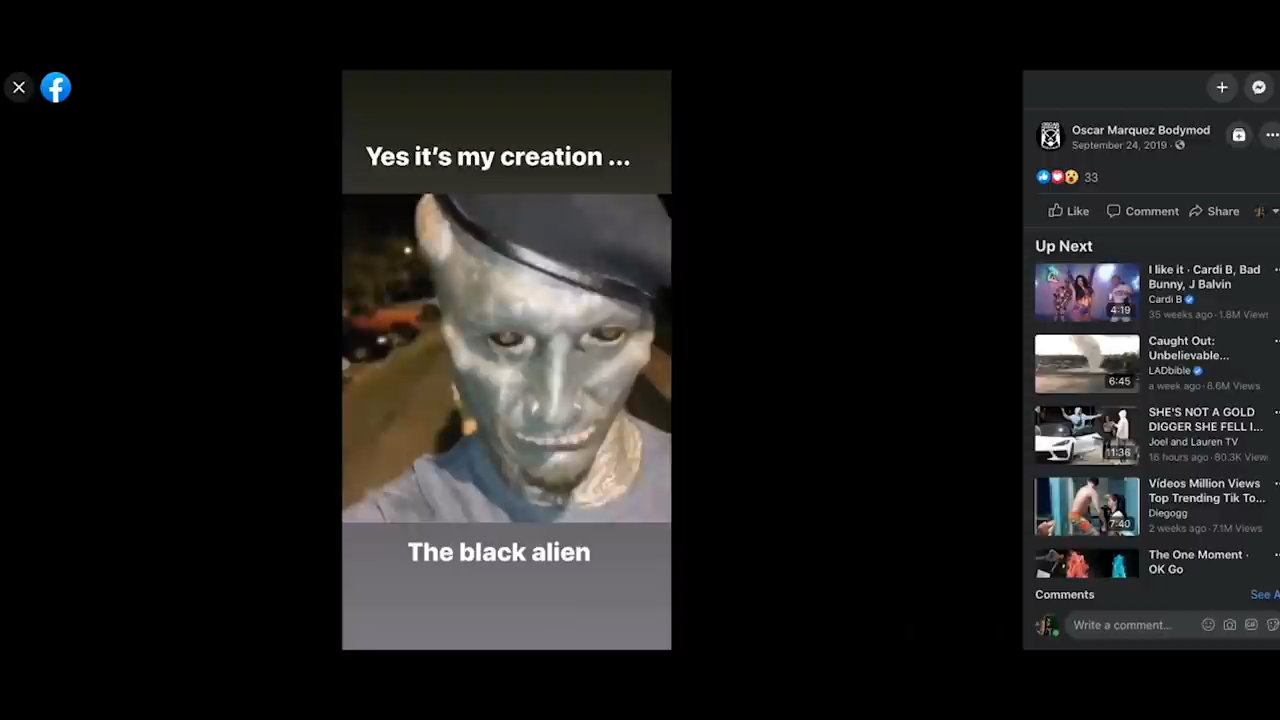 Yes it's my creation ...
The black alien
Oscar Marquez Bodymod
September 24, 2019 ·
33
Like
Comment
Share
Up Next
I like it · Cardi B, Bad
Bunny, J Balvin
Cardi B
35 weeks ago · 1.8M Views
4:19
Caught Out:
Unbelievable...
LADbible
a week ago · 8.6M Views
6:45
SHE'S NOT A GOLD
DIGGER SHE FELL I...
Joel and Lauren TV
16 hours ago · 80.3K View
11:36
Vídeos Million Views
Top Trending Tik To...
Diegogg
2 weeks ago · 7.1M Views
7:40
The One Moment ·
OK Go
Comments
See A
Write a comment...